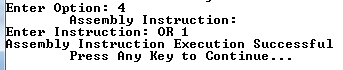 Enter Option: 4
Assembly Instruction:
Enter Instruction: OR 1
Assembly Instruction Execution Successful
Press Any Key to Continue...